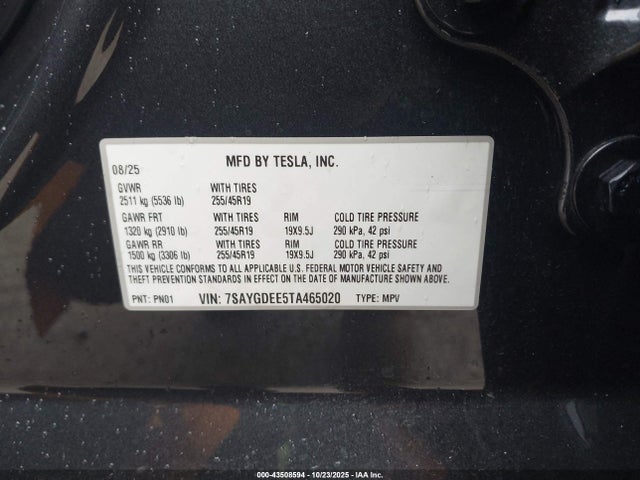 08/25 MFD BY TESLA, INC.
GVWR WITH TIRES
2511 kg (5536 lb) 255/45R19
GAWR FRT WITH TIRES RIM COLD TIRE PRESSURE
1320 kg (2910 lb) 255/45R19 19X9.5J 290 kPa, 42 psi
GAWR RR WITH TIRES RIM COLD TIRE PRESSURE
1500 kg (3306 lb) 255/45R19 19X9.5J 290 kPa, 42 psi
THIS VEHICLE CONFORMS TO ALL APPLICABLE U.S. FEDERAL MOTOR VEHICLE SAFETY AND
THEFT PREVENTION STANDARDS IN EFFECT ON THE DATE OF MANUFACTURE SHOWN ABOVE.
PNT: PN01 VIN: 7SAYGDEE5TA465020 TYPE: MPV
000-43508594 - 10/23/2025 - IAA Inc.